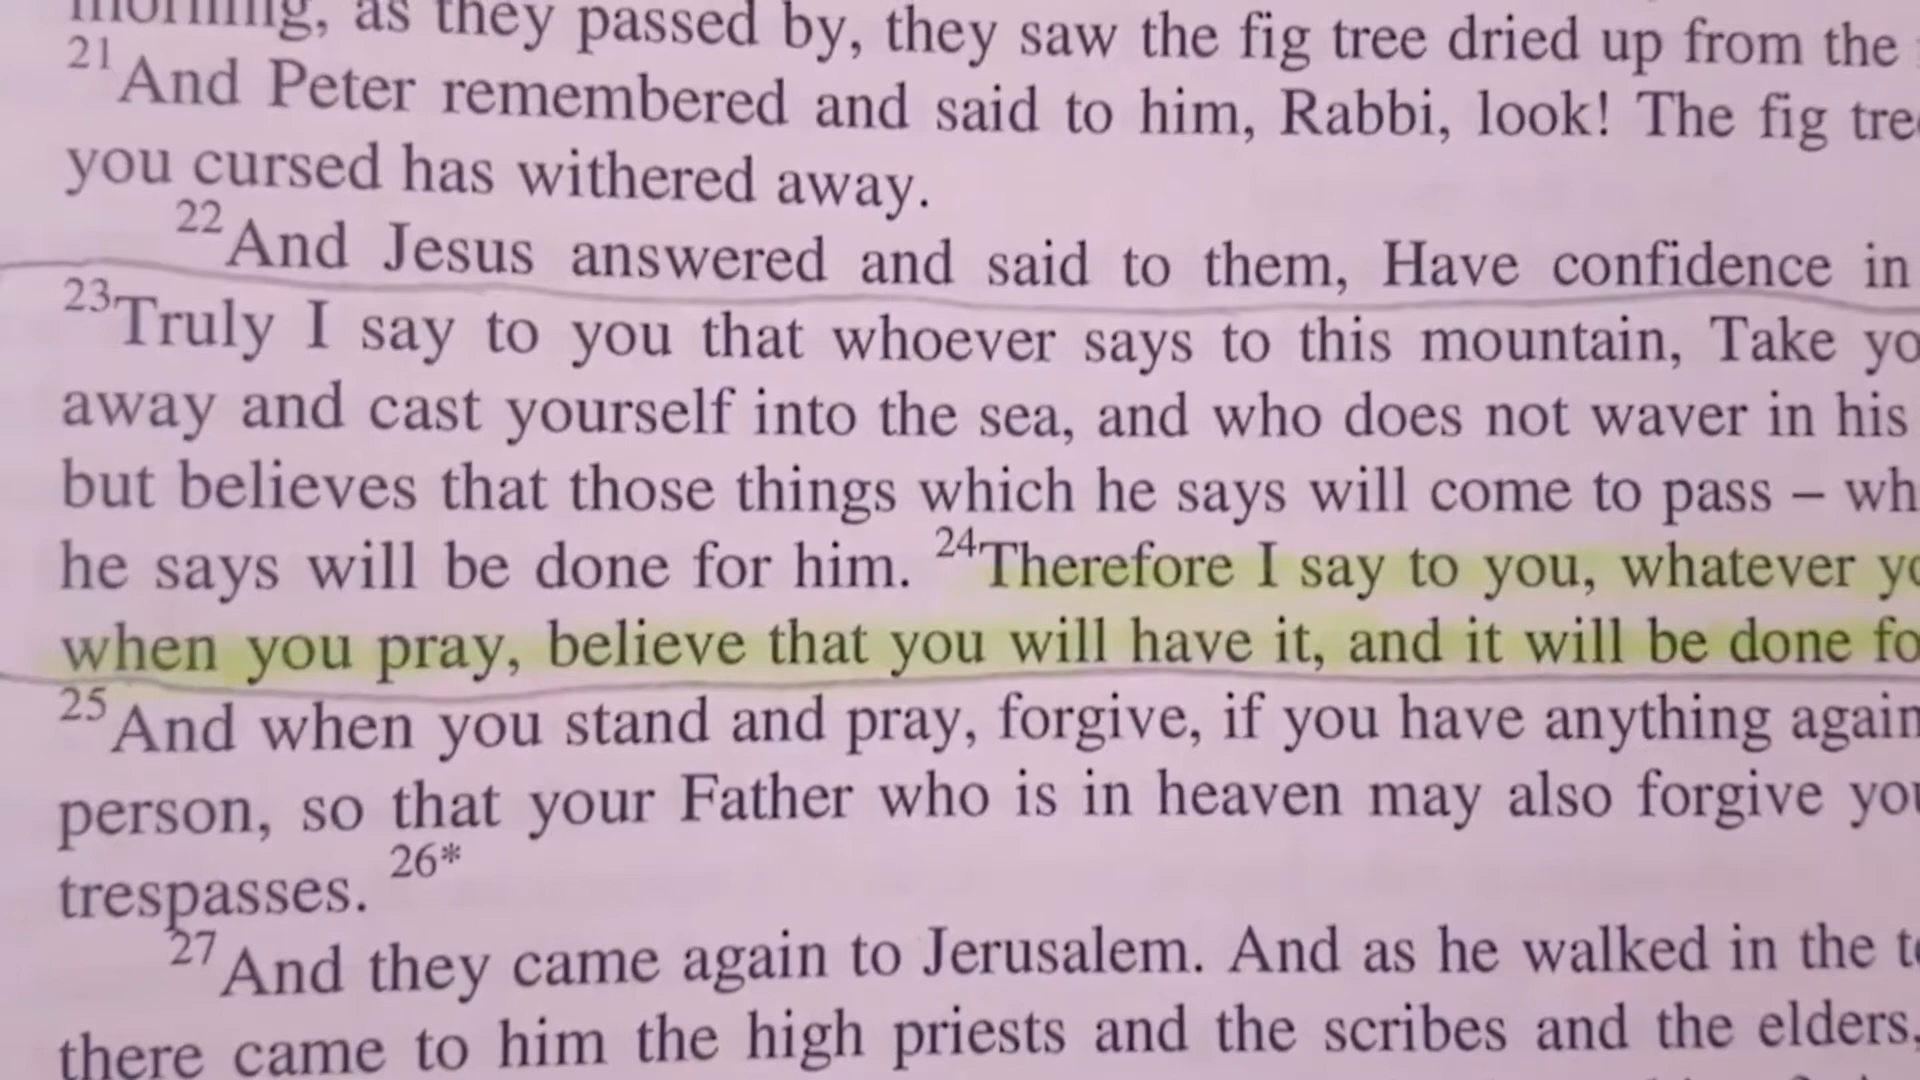 morning, as they passed by, they saw the fig tree dried up from the
21And Peter remembered and said to him, Rabbi, look! The fig tree
you cursed has withered away.
22And Jesus answered and said to them, Have confidence in
23Truly I say to you that whoever says to this mountain, Take yo
away and cast yourself into the sea, and who does not waver in his
but believes that those things which he says will come to pass – wh
he says will be done for him. 24Therefore I say to you, whatever yo
when you pray, believe that you will have it, and it will be done fo
25And when you stand and pray, forgive, if you have anything again
person, so that your Father who is in heaven may also forgive you
trespasses. 26*
27And they came again to Jerusalem. And as he walked in the t
there came to him the high priests and the scribes and the elders,